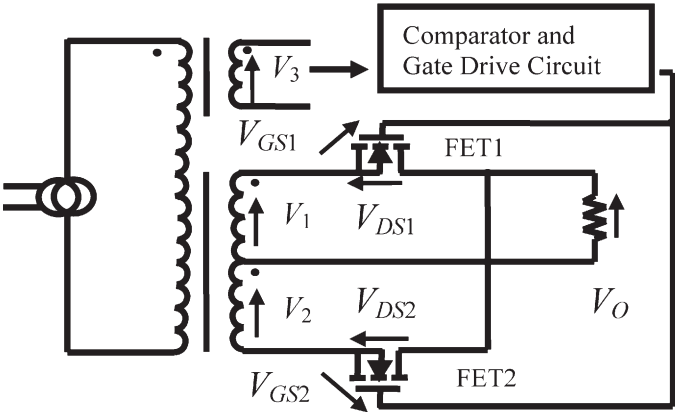 Comparator and
Gate Drive Circuit
V3
VGS1
FET1
V1
VDS1
V2
VDS2
VO
VGS2
FET2